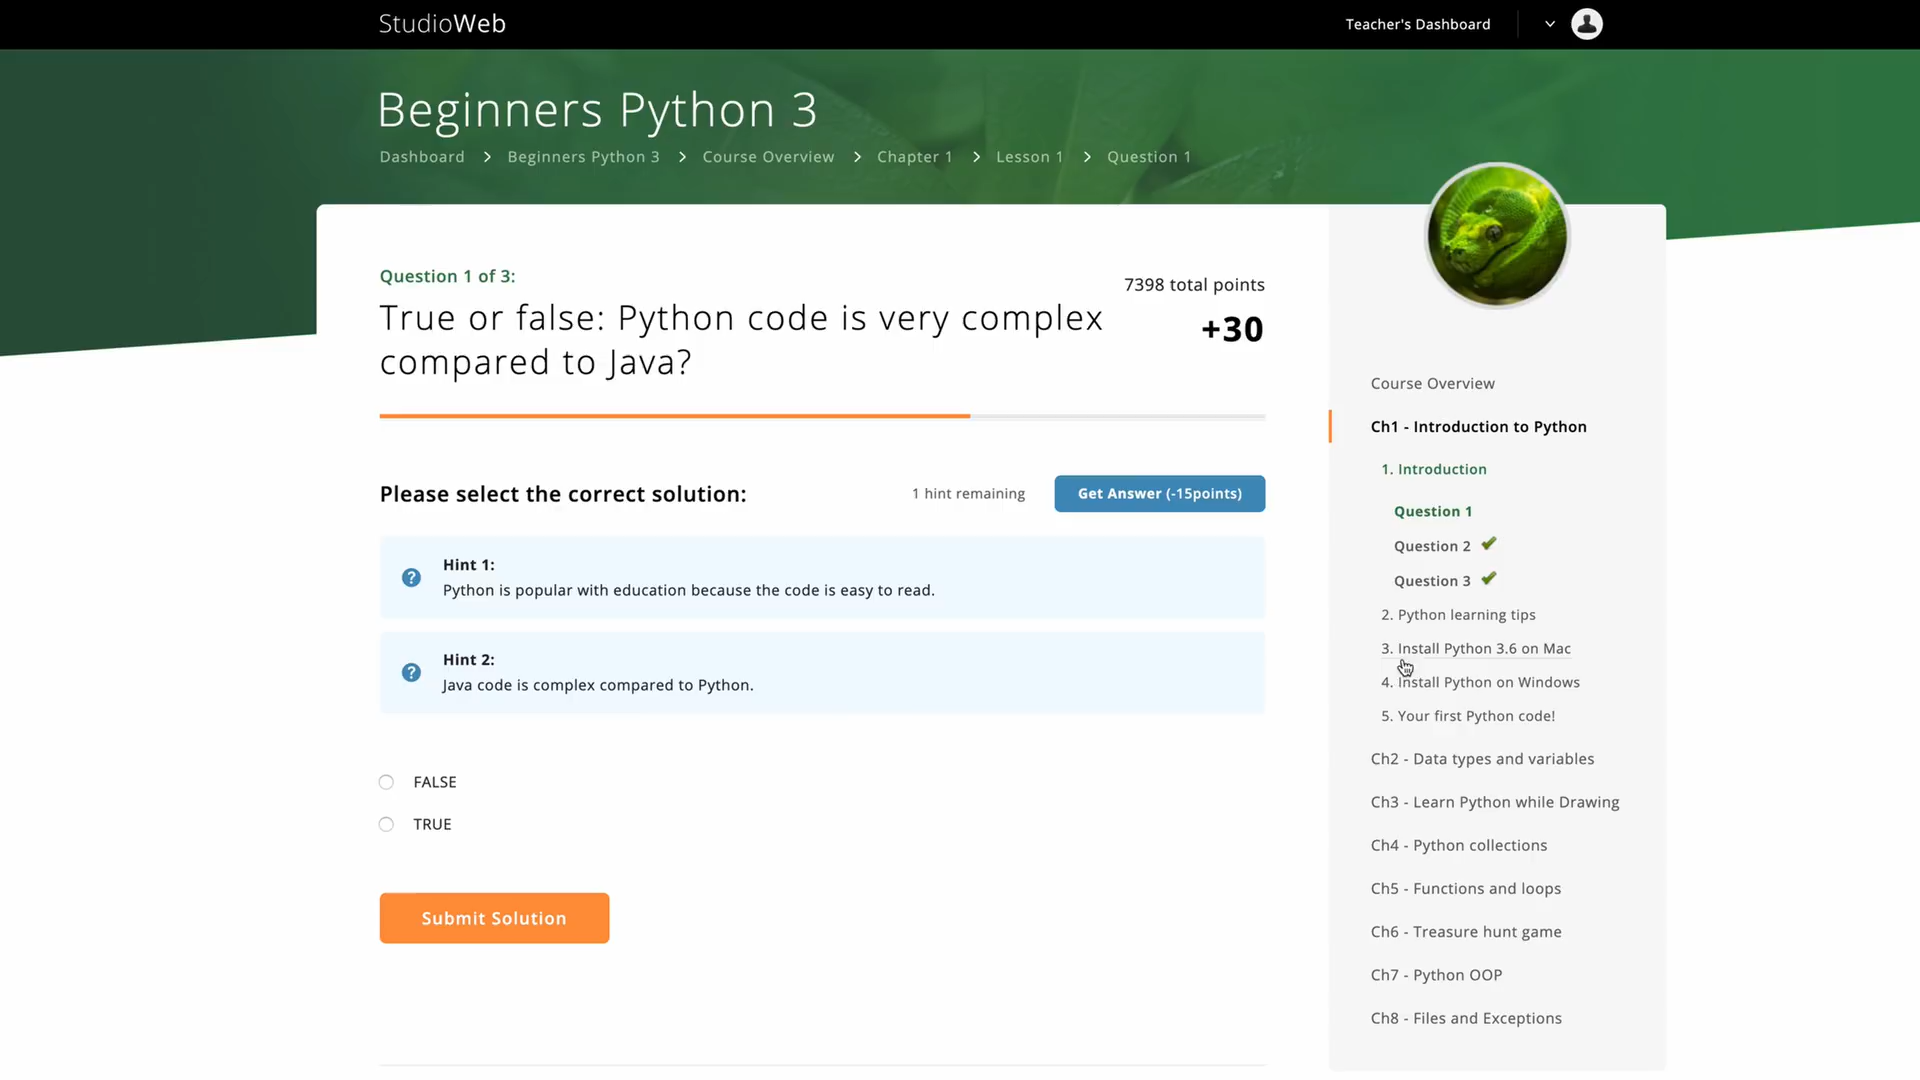 StudioWeb
Teacher's Dashboard
Beginners Python 3
Dashboard > Beginners Python 3 > Course Overview > Chapter 1 > Lesson 1 > Question 1
Question 1 of 3:
True or false: Python code is very complex
compared to Java?
7398 total points
+30
Please select the correct solution:
1 hint remaining
Get Answer (-15points)
Hint 1:
Python is popular with education because the code is easy to read.
Hint 2:
Java code is complex compared to Python.
FALSE
TRUE
Submit Solution
Course Overview
Ch1 - Introduction to Python
1. Introduction
Question 1
Question 2
Question 3
2. Python learning tips
3. Install Python 3.6 on Mac
4. Install Python on Windows
5. Your first Python code!
Ch2 - Data types and variables
Ch3 - Learn Python while Drawing
Ch4 - Python collections
Ch5 - Functions and loops
Ch6 - Treasure hunt game
Ch7 - Python OOP
Ch8 - Files and Exceptions